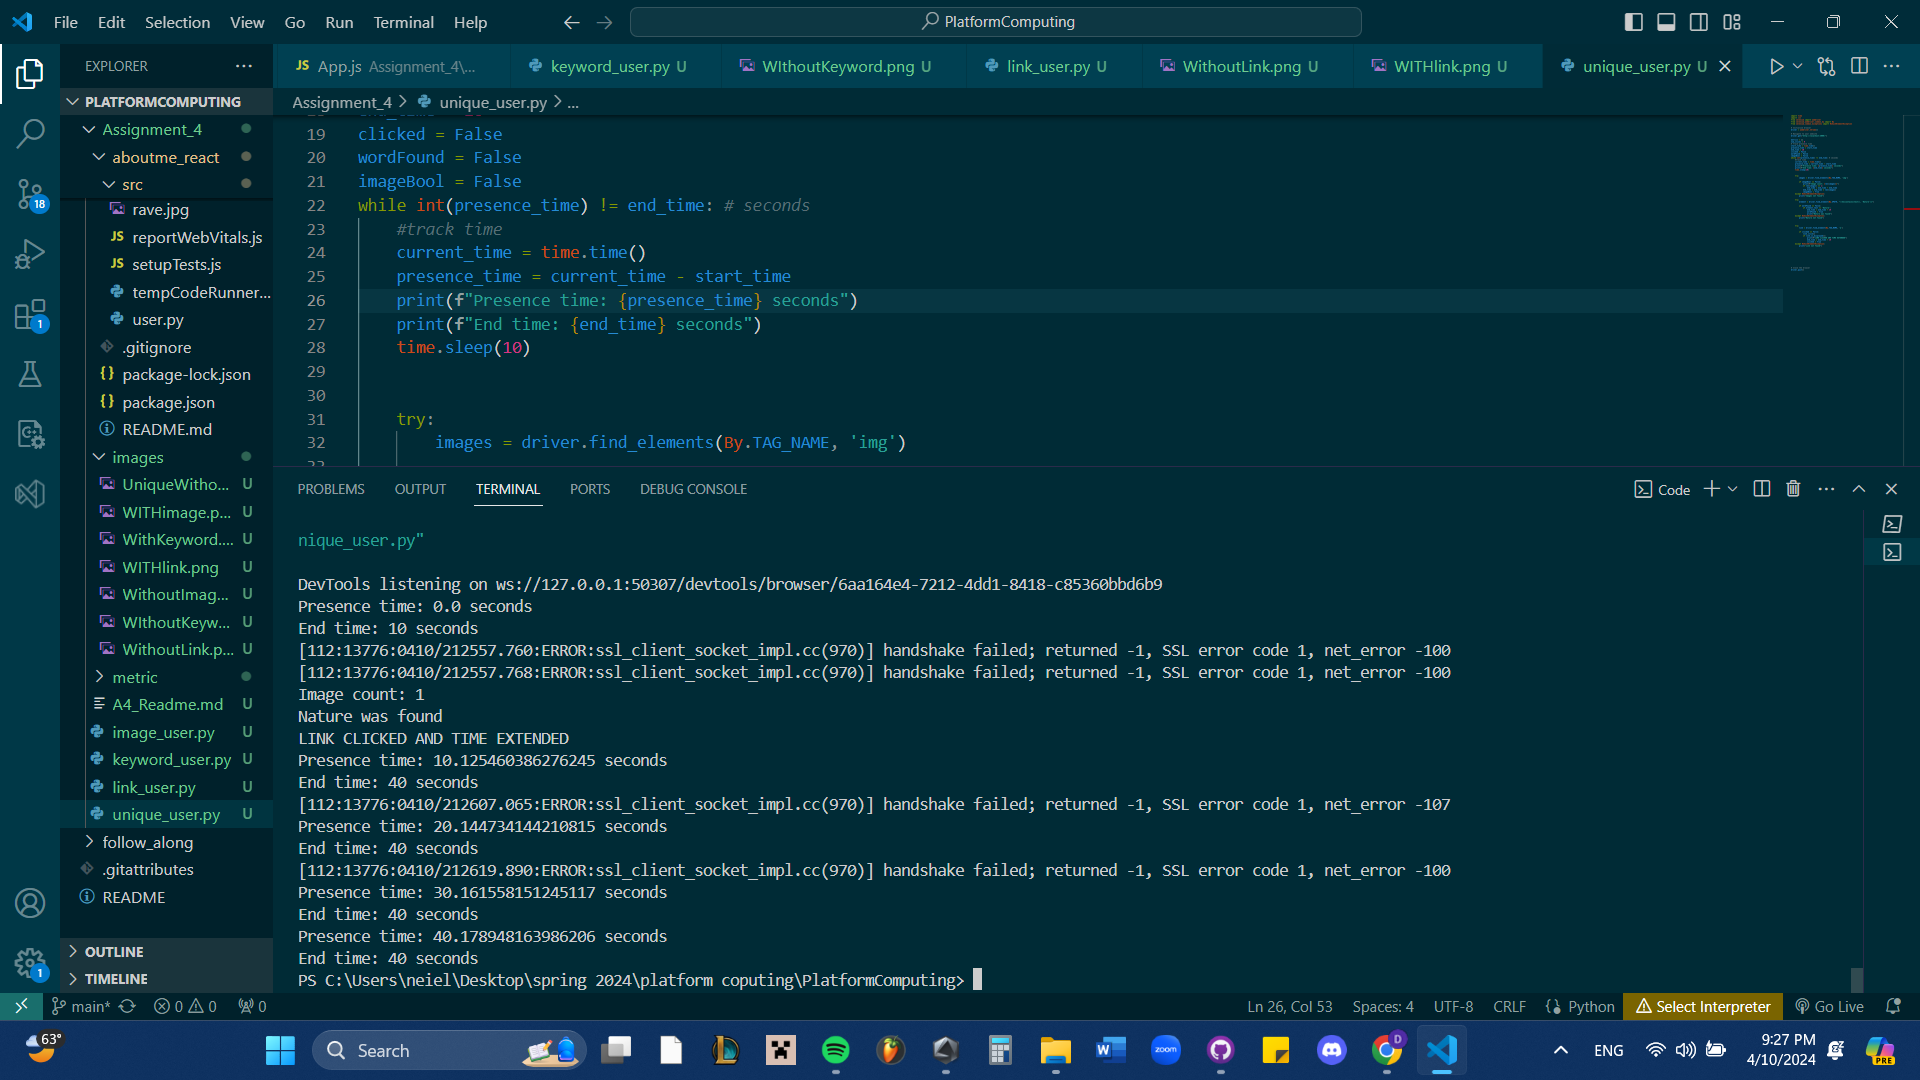 File Edit Selection View Go Run Terminal Help
PlatformComputing
EXPLORER
PLATFORMCOMPUTING
Assignment_4
aboutme_react
src
rave.jpg
JS reportWebVitals.js
JS setupTests.js
tempCodeRunner...
user.py
.gitignore
{} package-lock.json
{} package.json
README.md
images
UniqueWitho... U
WITHimage.p... U
WithKeyword.... U
WITHlink.png U
WithoutImag... U
WIthoutKeyw... U
WithoutLink.p... U
metric
A4_Readme.md U
image_user.py U
keyword_user.py U
link_user.py U
unique_user.py U
follow_along
.gitattributes
README
OUTLINE
TIMELINE
18
1
1
JS App.js Assignment_4\...
keyword_user.py U
WIthoutKeyword.png U
link_user.py U
WithoutLink.png U
WITHlink.png U
unique_user.py U
Assignment_4 > unique_user.py > ...
19 clicked = False
20 wordFound = False
21 imageBool = False
22 while int(presence_time) != end_time: # seconds
23 #track time
24 current_time = time.time()
25 presence_time = current_time - start_time
26 print(f"Presence time: {presence_time} seconds")
27 print(f"End time: {end_time} seconds")
28 time.sleep(10)
29
30
31 try:
32 images = driver.find_elements(By.TAG_NAME, 'img')
PROBLEMS OUTPUT TERMINAL PORTS DEBUG CONSOLE
Code
nique_user.py"
DevTools listening on ws://127.0.0.1:50307/devtools/browser/6aa164e4-7212-4dd1-8418-c85360bbd6b9
Presence time: 0.0 seconds
End time: 10 seconds
[112:13776:0410/212557.760:ERROR:ssl_client_socket_impl.cc(970)] handshake failed; returned -1, SSL error code 1, net_error -100
[112:13776:0410/212557.768:ERROR:ssl_client_socket_impl.cc(970)] handshake failed; returned -1, SSL error code 1, net_error -100
Image count: 1
Nature was found
LINK CLICKED AND TIME EXTENDED
Presence time: 10.125460386276245 seconds
End time: 40 seconds
[112:13776:0410/212607.065:ERROR:ssl_client_socket_impl.cc(970)] handshake failed; returned -1, SSL error code 1, net_error -107
Presence time: 20.144734144210815 seconds
End time: 40 seconds
[112:13776:0410/212619.890:ERROR:ssl_client_socket_impl.cc(970)] handshake failed; returned -1, SSL error code 1, net_error -100
Presence time: 30.161558151245117 seconds
End time: 40 seconds
Presence time: 40.178948163986206 seconds
End time: 40 seconds
PS C:\Users\neiel\Desktop\spring 2024\platform coputing\PlatformComputing>
main* 0 0 0
Ln 26, Col 53 Spaces: 4 UTF-8 CRLF {} Python Select Interpreter Go Live
63°
Search
W
zoom
D
ENG
9:27 PM
4/10/2024
PRE